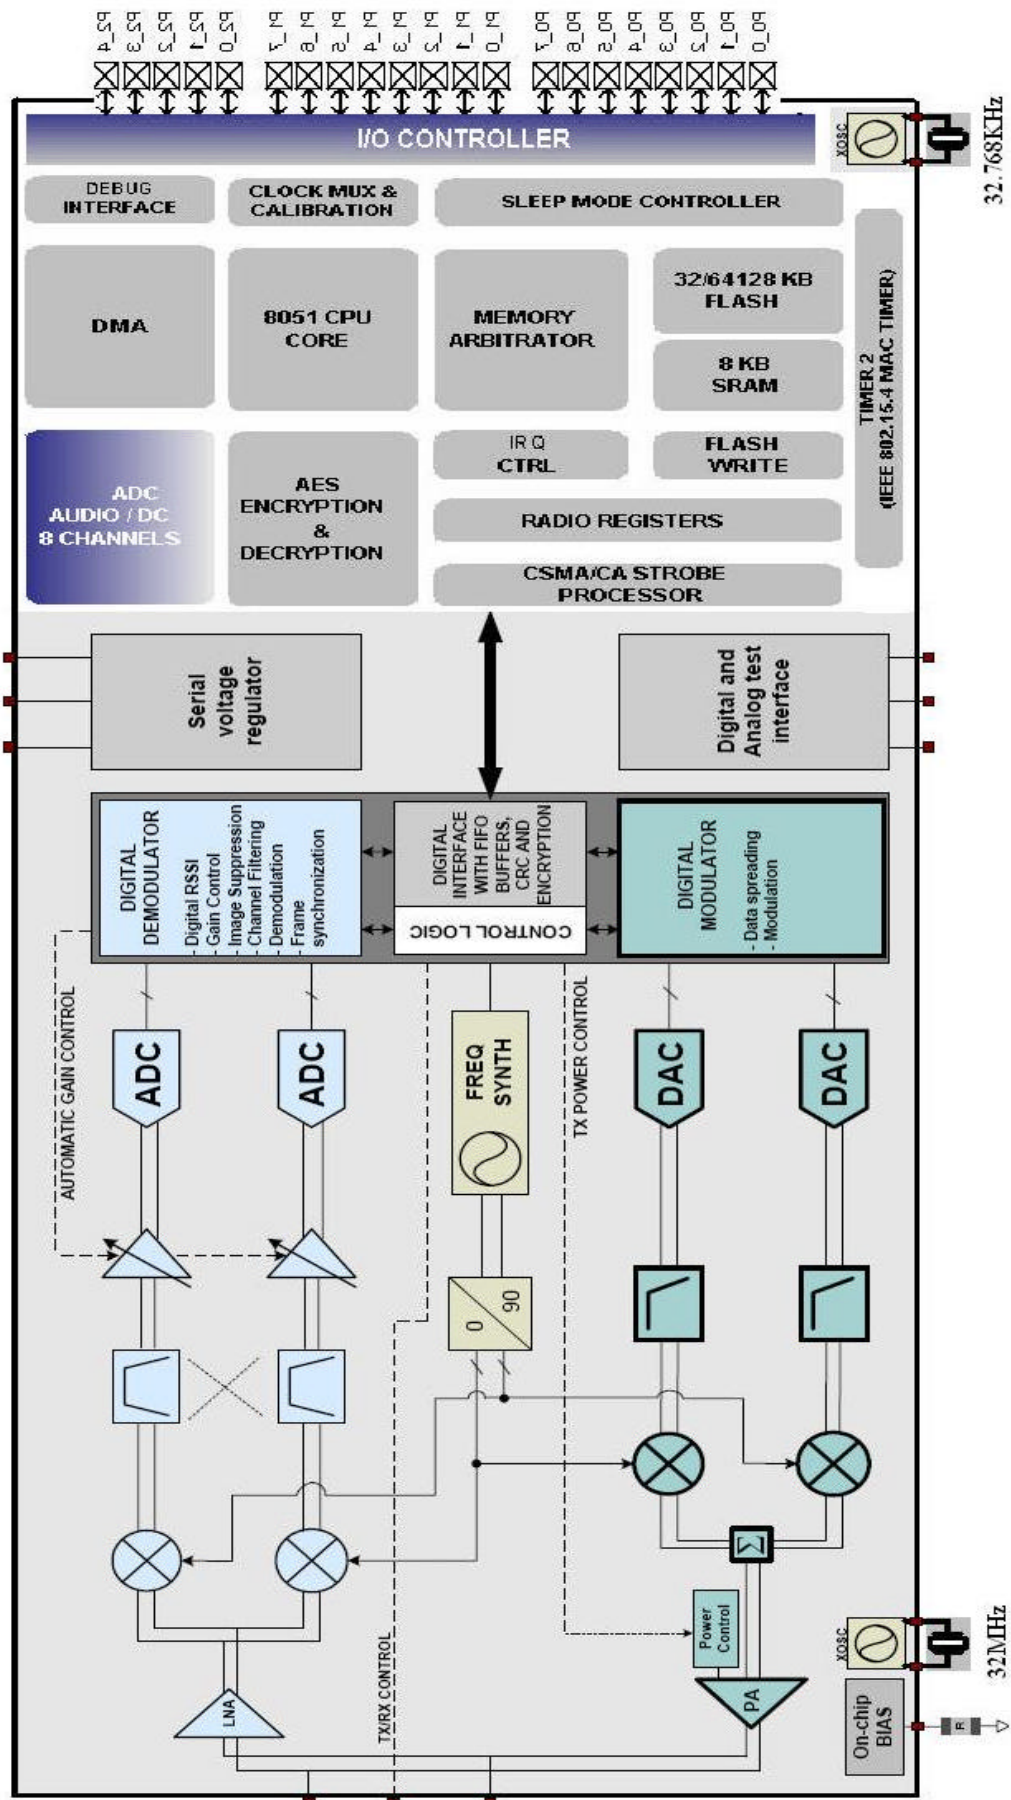 P2_4
P2_3
P2_2
P2_1
P2_0
P1_7
P1_6
P1_5
P1_4
P1_3
P1_2
P1_1
P1_0
P0_7
P0_6
P0_5
P0_4
P0_3
P0_2
P0_1
P0_0
I/O CONTROLLER
XOSC
32.768KHz
DEBUG
INTERFACE
CLOCK MUX &
CALIBRATION
SLEEP MODE CONTROLLER
DMA
8051 CPU
CORE
MEMORY
ARBITRATOR
32/64128 KB
FLASH
8 KB
SRAM
TIMER 2
(IEEE 802.15.4 MAC TIMER)
ADC
AUDIO / DC
8 CHANNELS
AES
ENCRYPTION
&
DECRYPTION
IR Q
CTRL
FLASH
WRITE
RADIO REGISTERS
CSMA/CA STROBE
PROCESSOR
Serial
voltage
regulator
Digital and
Analog test
interface
DIGITAL
DEMODULATOR
- Digital RSSI
- Gain Control
- Image Suppression
- Channel Filtering
- Demodulation
- Frame
synchronization
DIGITAL
INTERFACE
WITH FIFO
BUFFERS,
CRC AND
ENCRYPTION
CONTROL LOGIC
DIGITAL
MODULATOR
- Data spreading
- Modulation
AUTOMATIC GAIN CONTROL
ADC
ADC
FREQ
SYNTH
TX POWER CONTROL
DAC
DAC
0
90
Σ
Power
Control
LNA
TX/RX CONTROL
PA
XOSC
32MHz
On-chip
BIAS
R